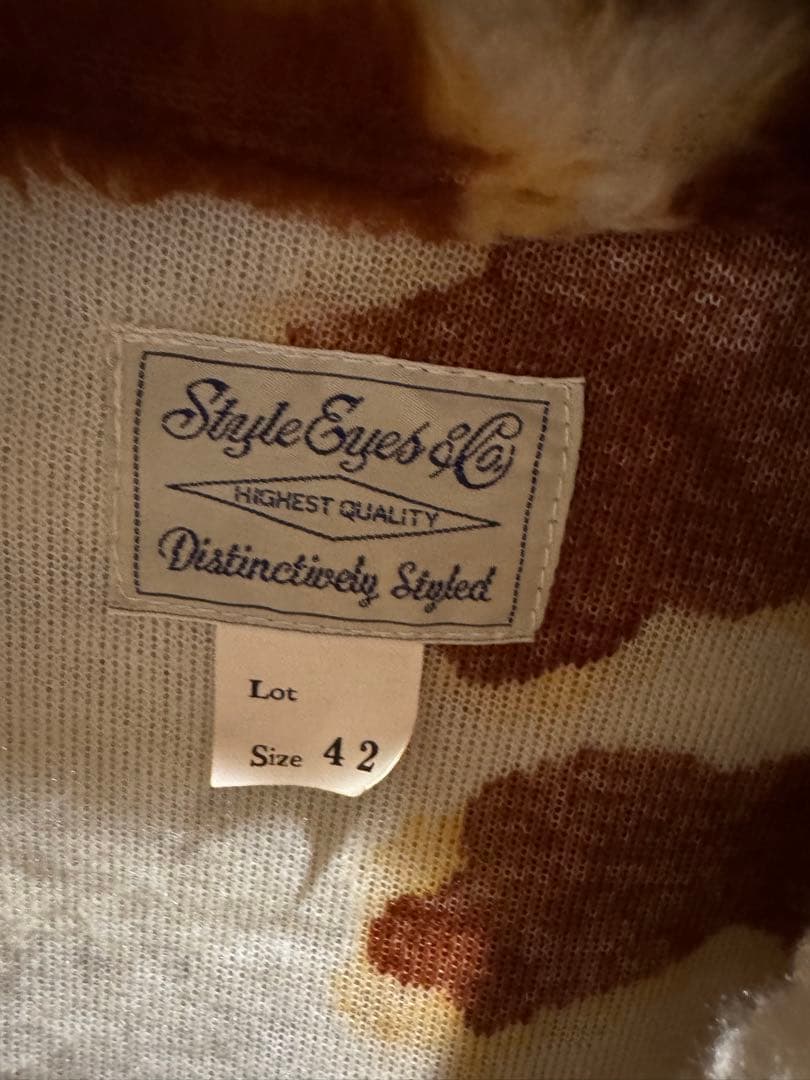 Style Eyes & Co
HIGHEST QUALITY
Distinctively Styled
Lot
Size 42